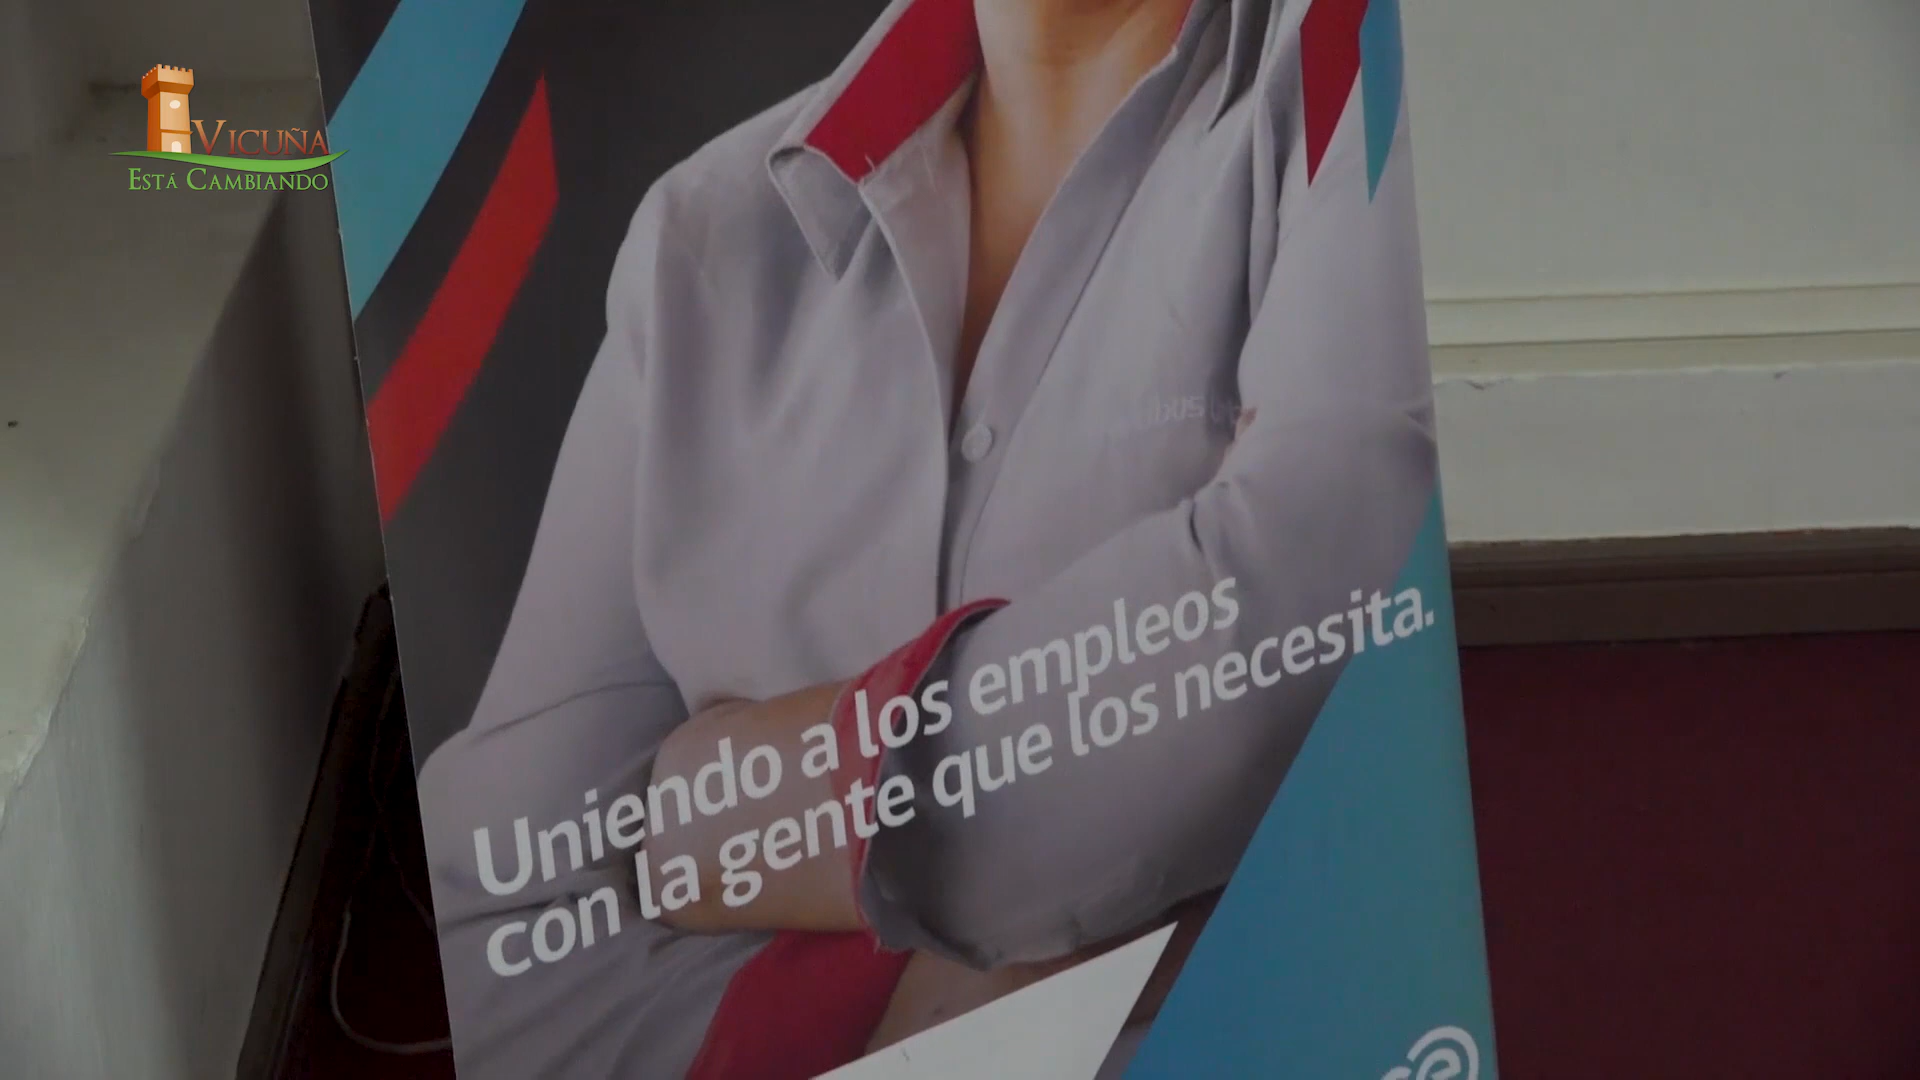 VICUÑA
ESTÁ CAMBIANDO
Uniendo a los empleos
con la gente que los necesita.